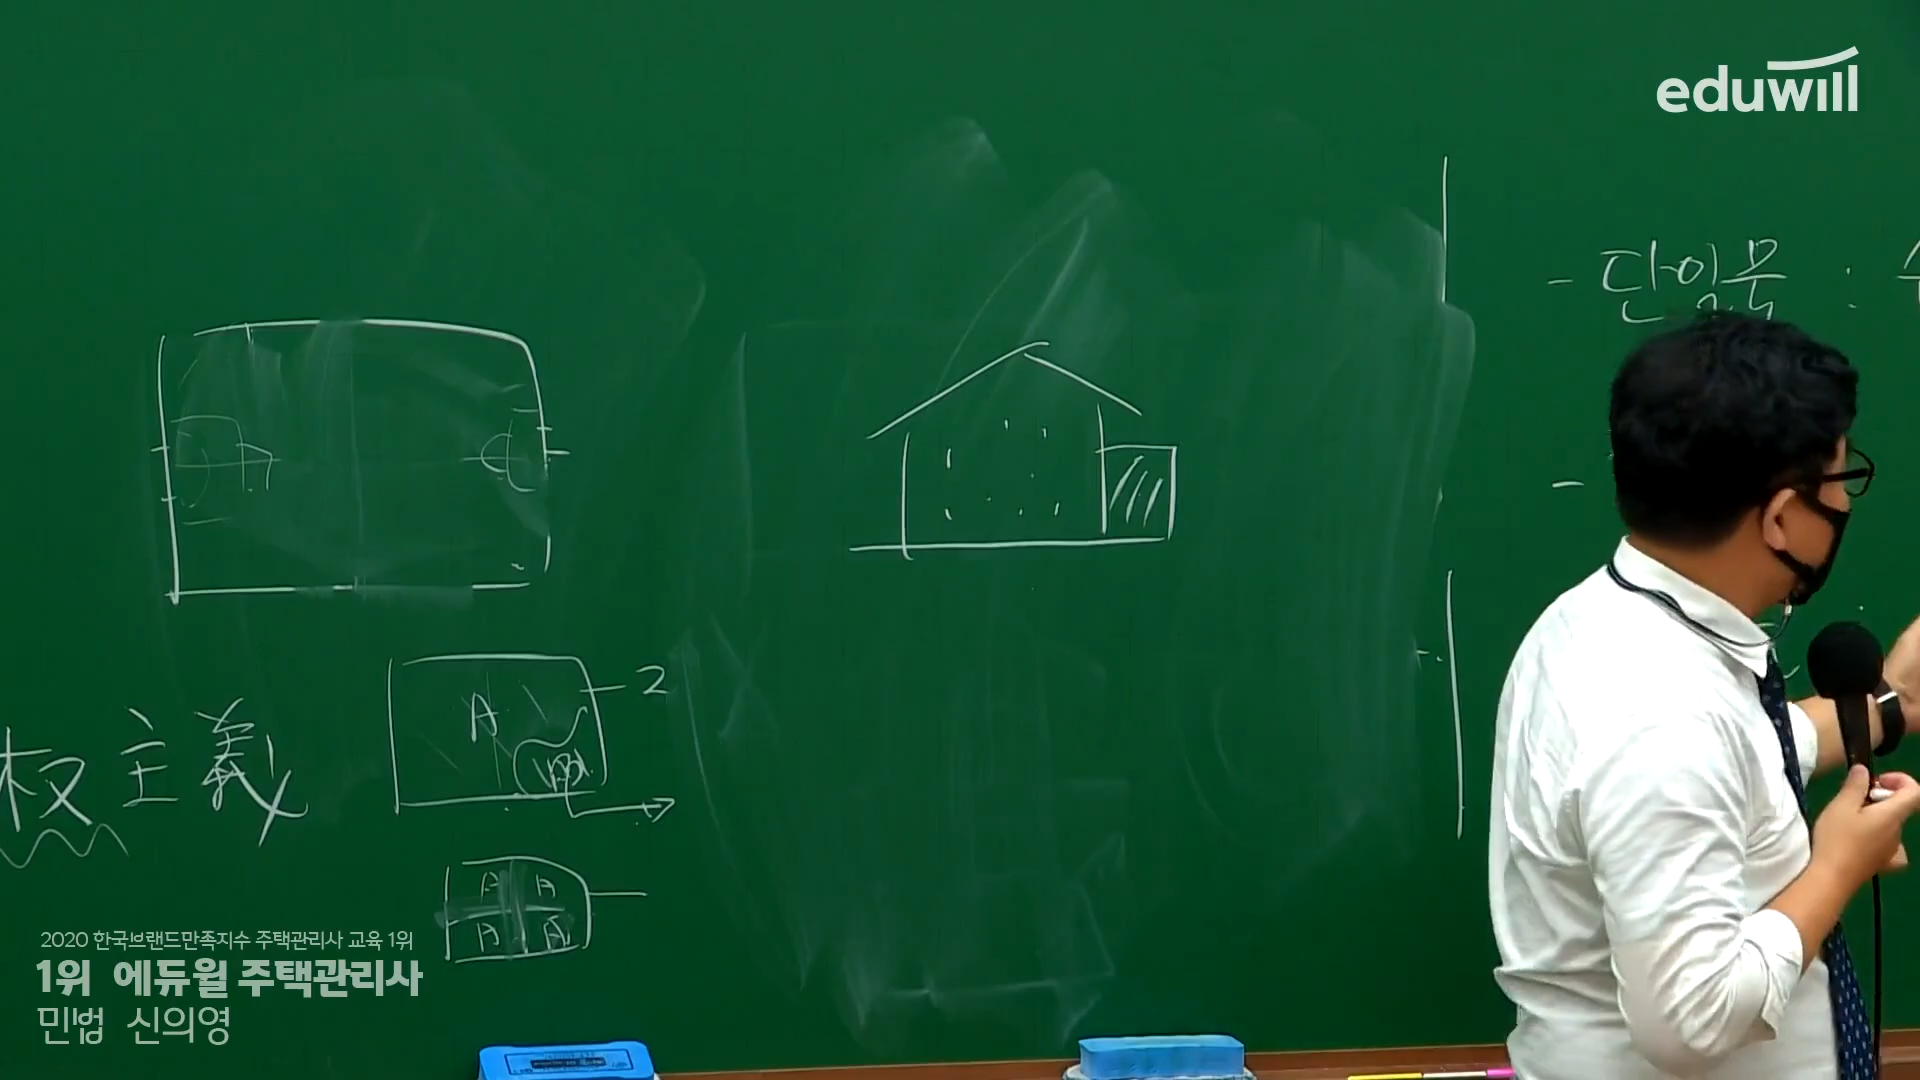 eduwill
- 단일물 :
-
2
A
权主義
A A
A A
2020 한국브랜드만족지수 주택관리사 교육 1위
1위 에듀윌 주택관리사
민법 신의영